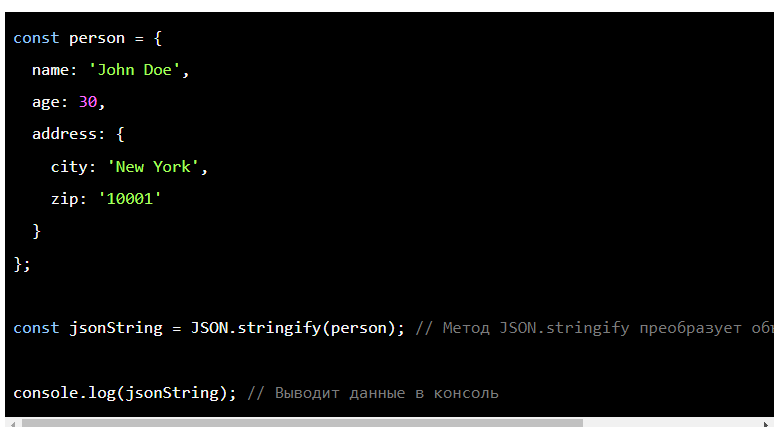 const person = {
  name: 'John Doe',
  age: 30,
  address: {
    city: 'New York',
    zip: '10001'
  }
};
const jsonString = JSON.stringify(person); // Метод JSON.stringify преобразует
console.log(jsonString); // Выводит данные в консоль